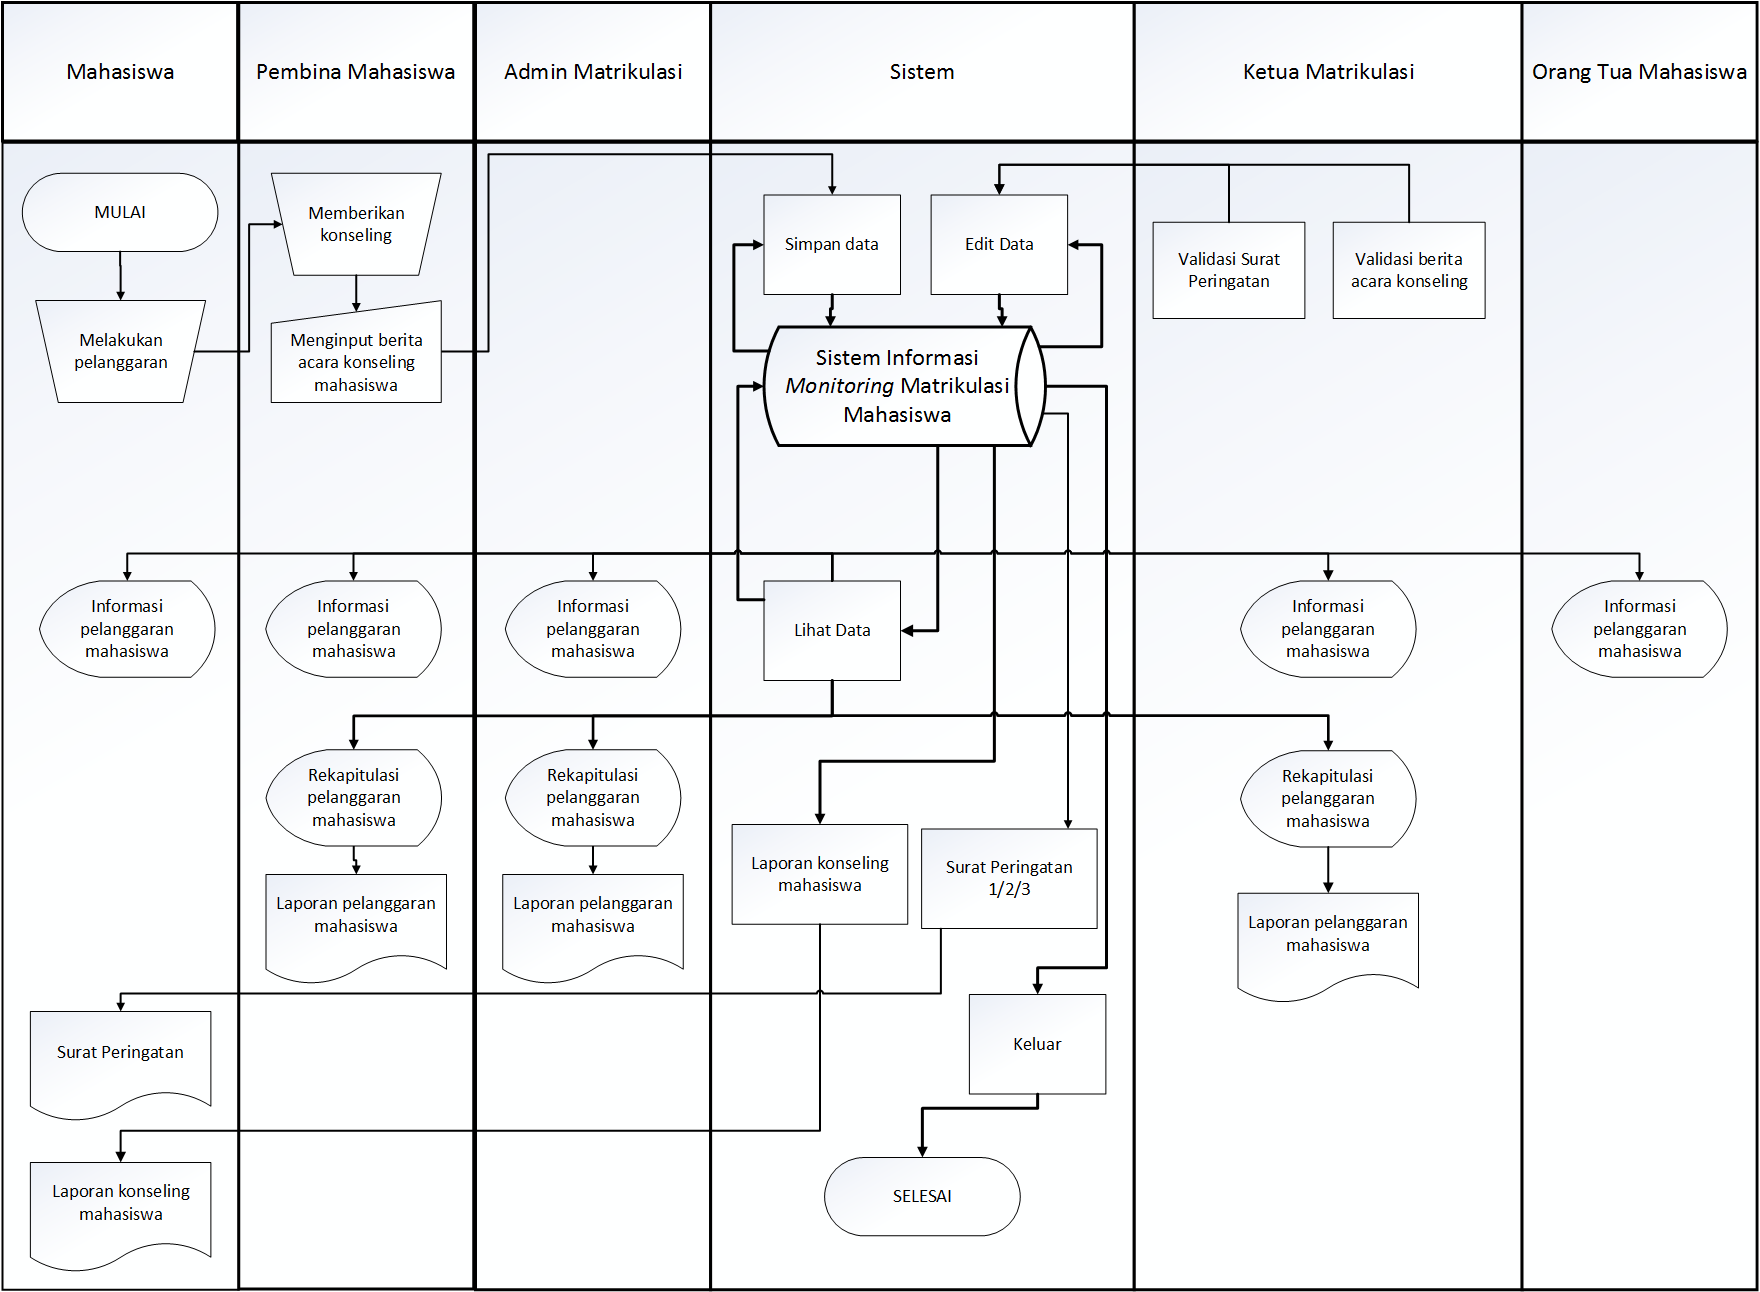 Mahasiswa
Pembina Mahasiswa
Admin Matrikulasi
Sistem
Ketua Matrikulasi
Orang Tua Mahasiswa
MULAI
Memberikan
konseling
Simpan data
Edit Data
Validasi Surat
Peringatan
Validasi berita
acara konseling
Melakukan
pelanggaran
Menginput berita
acara konseling
mahasiswa
Sistem Informasi
Monitoring Matrikulasi
Mahasiswa
Informasi
pelanggaran
mahasiswa
Informasi
pelanggaran
mahasiswa
Informasi
pelanggaran
mahasiswa
Lihat Data
Informasi
pelanggaran
mahasiswa
Informasi
pelanggaran
mahasiswa
Rekapitulasi
pelanggaran
mahasiswa
Rekapitulasi
pelanggaran
mahasiswa
Rekapitulasi
pelanggaran
mahasiswa
Laporan pelanggaran
mahasiswa
Laporan pelanggaran
mahasiswa
Laporan konseling
mahasiswa
Surat Peringatan
1/2/3
Laporan pelanggaran
mahasiswa
Surat Peringatan
Keluar
Laporan konseling
mahasiswa
SELESAI